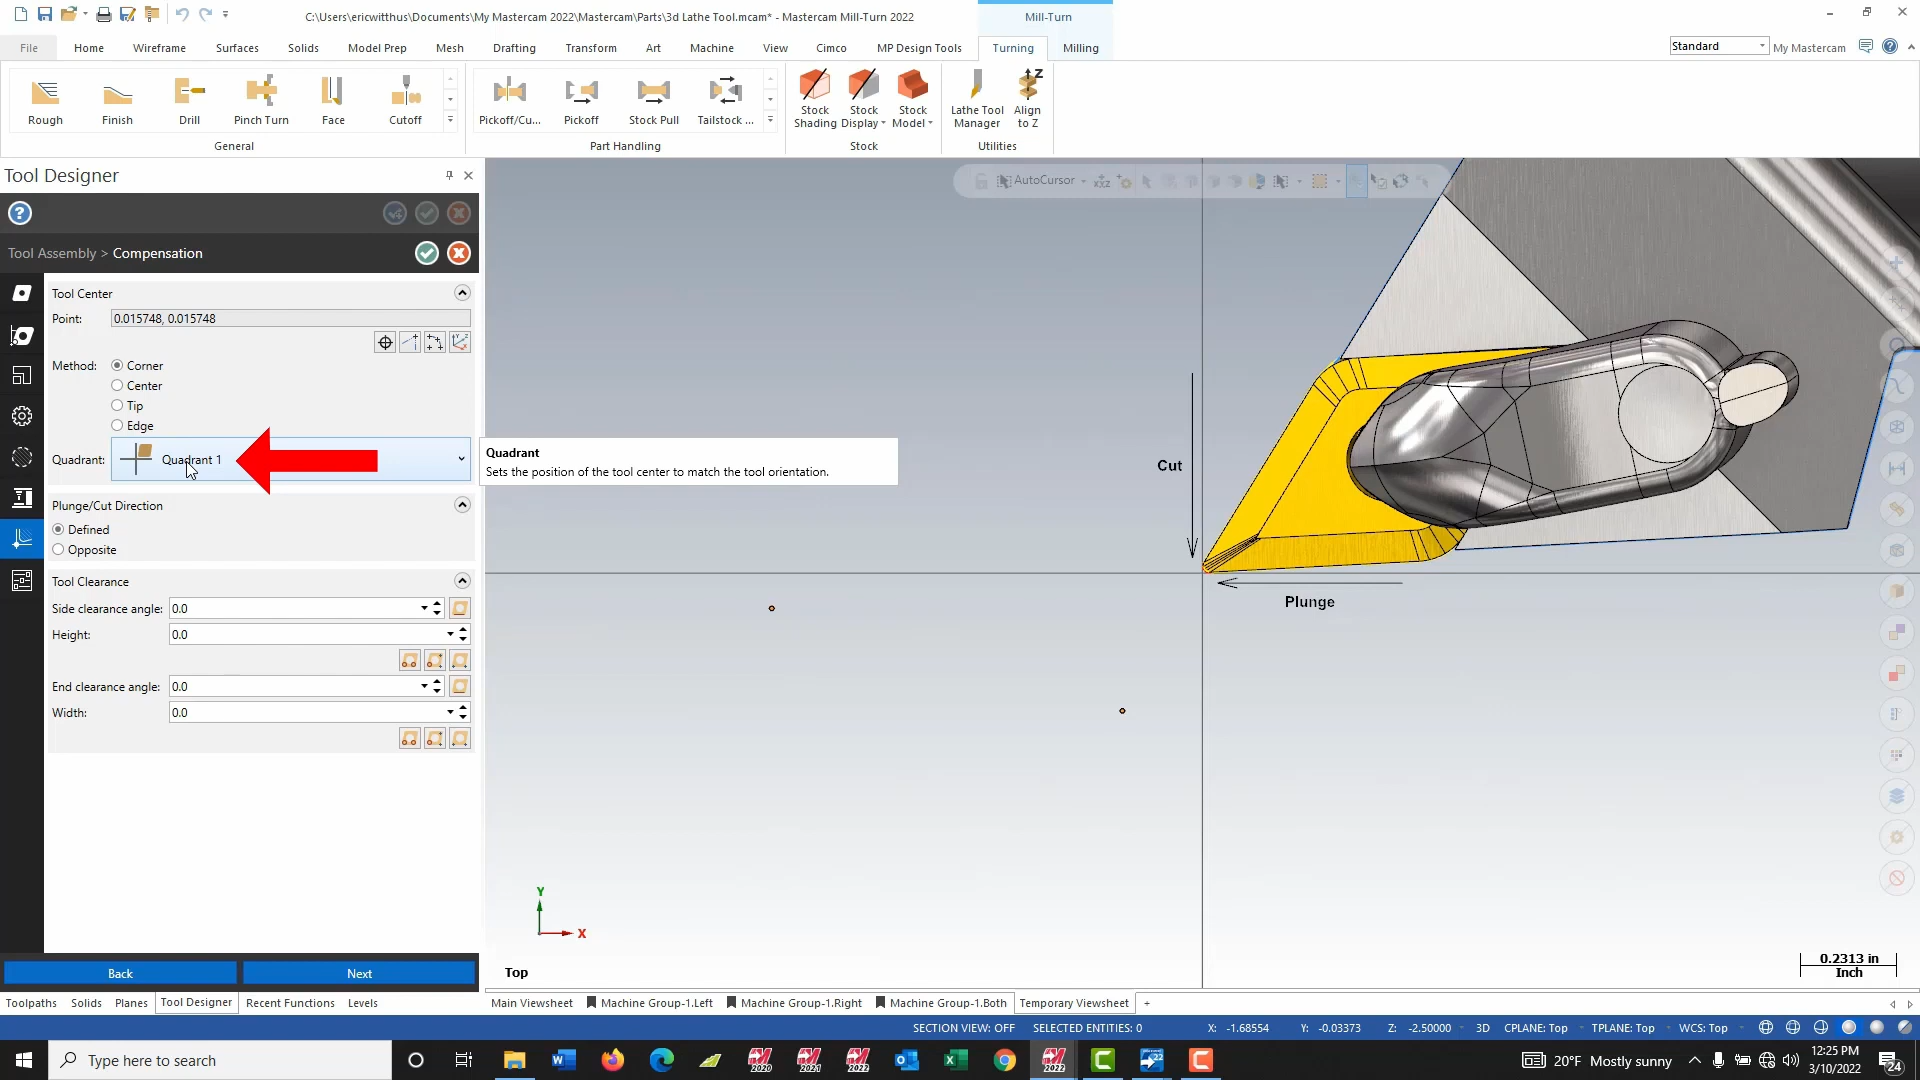 C:\Users\ericwitthus\Documents\My Mastercam 2022\Mastercam\Parts\3d Lathe Tool.mcam* - Mastercam Mill-Turn 2022
Mill-Turn
File Home Wireframe Surfaces Solids Model Prep Mesh Drafting Transform Art Machine View Cimco MP Design Tools Turning Milling
Standard My Mastercam
Rough Finish Drill Pinch Turn Face Cutoff
Pickoff/Cu... Pickoff Stock Pull Tailstock ...
Stock Shading
Stock Display
Stock Model
Lathe Tool Manager
Align to Z
General Part Handling Stock Utilities
Tool Designer
Tool Assembly > Compensation
Tool Center
Point: 0.015748, 0.015748
Method: Corner
Center
Tip
Edge
Quadrant: Quadrant 1
Quadrant
Sets the position of the tool center to match the tool orientation.
Plunge/Cut Direction
Defined
Opposite
Tool Clearance
Side clearance angle: 0.0
Height: 0.0
End clearance angle: 0.0
Width: 0.0
Back Next
AutoCursor
Cut
Plunge
Y
X
Top
0.2313 in
Inch
Toolpaths Solids Planes Tool Designer Recent Functions Levels
Main Viewsheet Machine Group-1.Left Machine Group-1.Right Machine Group-1.Both Temporary Viewsheet +
SECTION VIEW: OFF SELECTED ENTITIES: 0 X: -1.68554 Y: -0.03373 Z: -2.50000 3D CPLANE: Top TPLANE: Top WCS: Top
Type here to search
2020 2021 2022 2022 22
20°F Mostly sunny
12:25 PM
3/10/2022
24